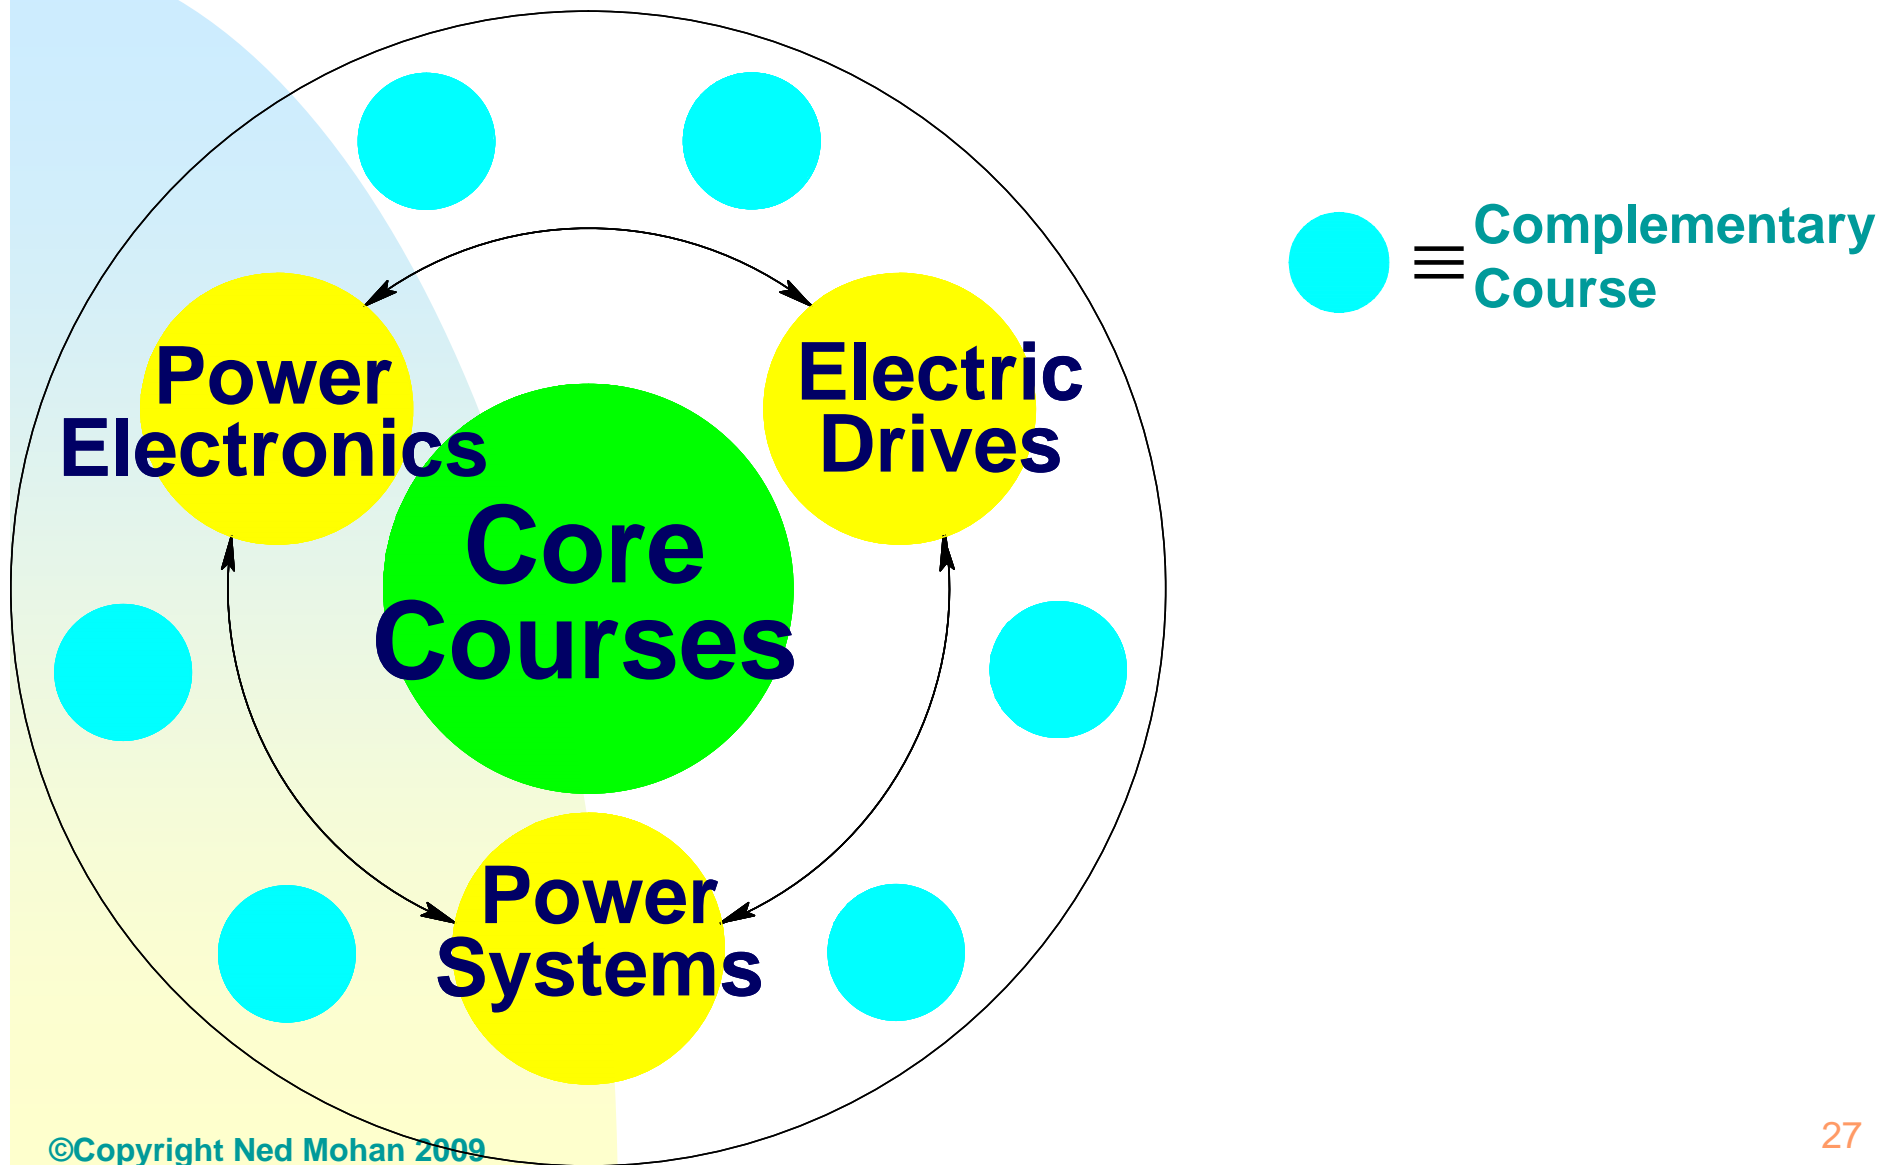 Complementary
≡
Course
Power
Electronics
Electric
Drives
Core
Courses
Power
Systems
©Copyright Ned Mohan 2009
27